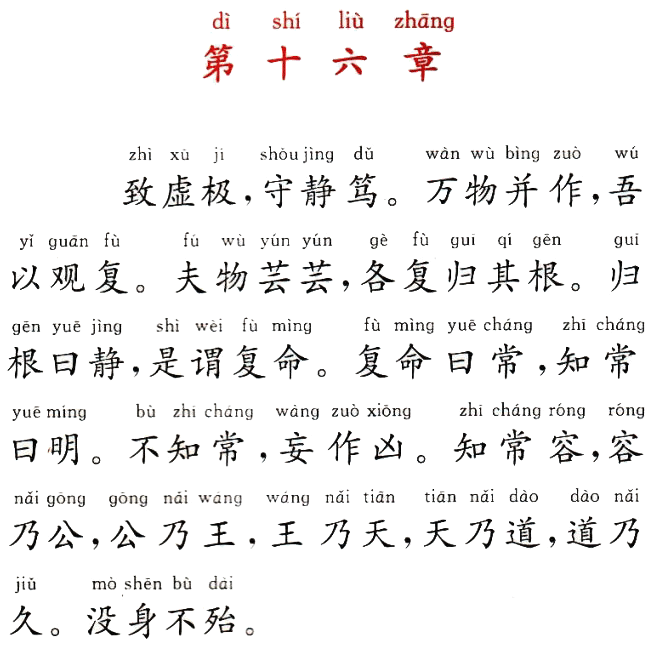 dì shí liù zhāng
第十六章
zhì xū jí shǒu jìng dǔ wàn wù bìng zuò wú
致虚极,守静笃。万物并作,吾
yǐ guān fù fú wù yún yún gè fù guī qí gēn guī
以观复。夫物芸芸,各复归其根。归
gēn yuē jìng shì wèi fù mìng fù mìng yuē cháng zhī cháng
根曰静,是谓复命。复命曰常,知常
yuē míng bù zhī cháng wàng zuò xiōng zhī cháng róng róng
曰明。不知常,妄作凶。知常容,容
nǎi gōng gōng nǎi wáng wáng nǎi tiān tiān nǎi dào dào nǎi
乃公,公乃王,王乃天,天乃道,道乃
jiǔ mò shēn bù dài
久。没身不殆。